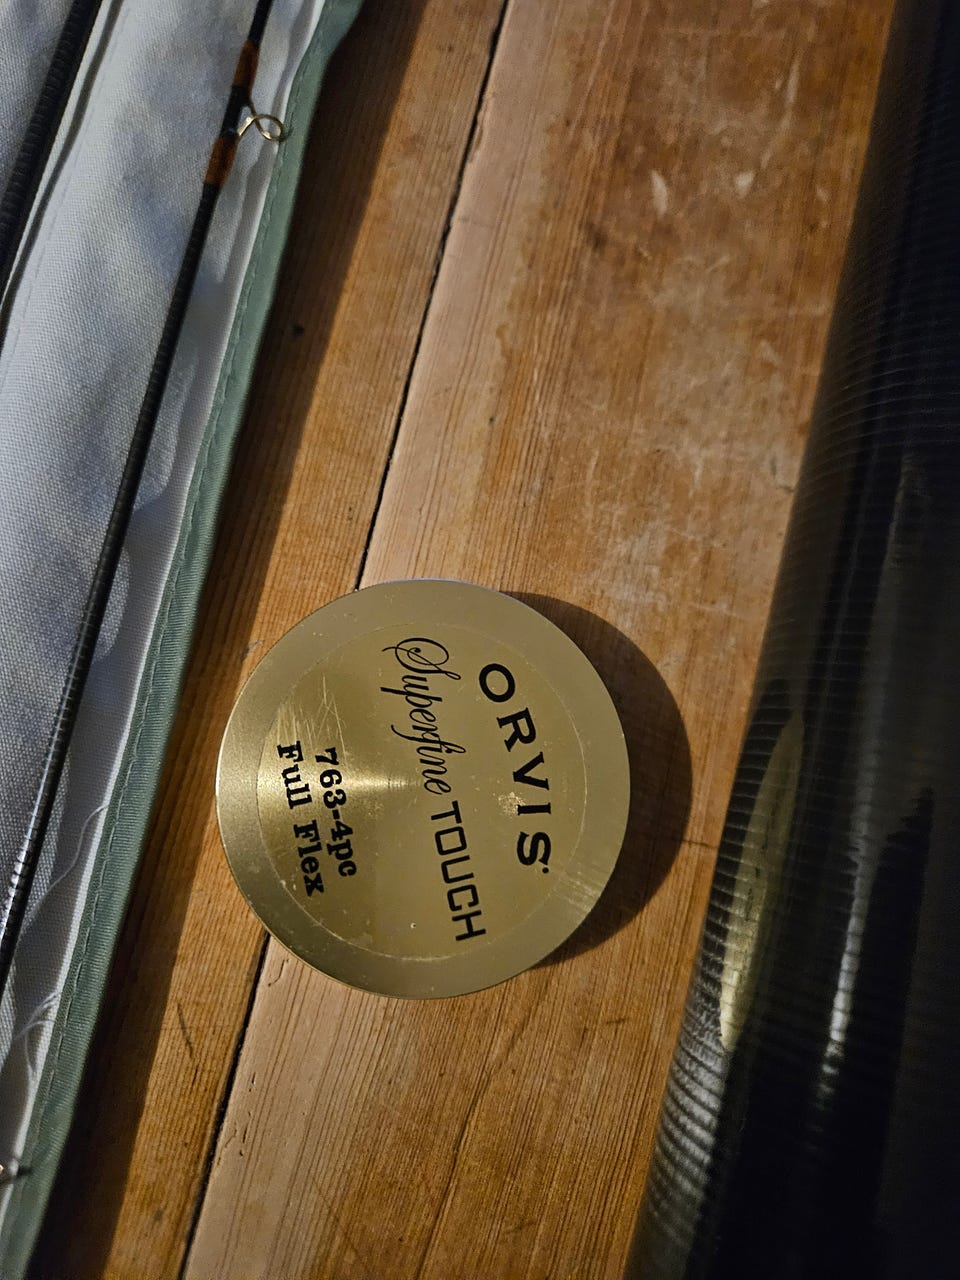 ORVIS
Superfine TOUCH
763-4pc
Full Flex